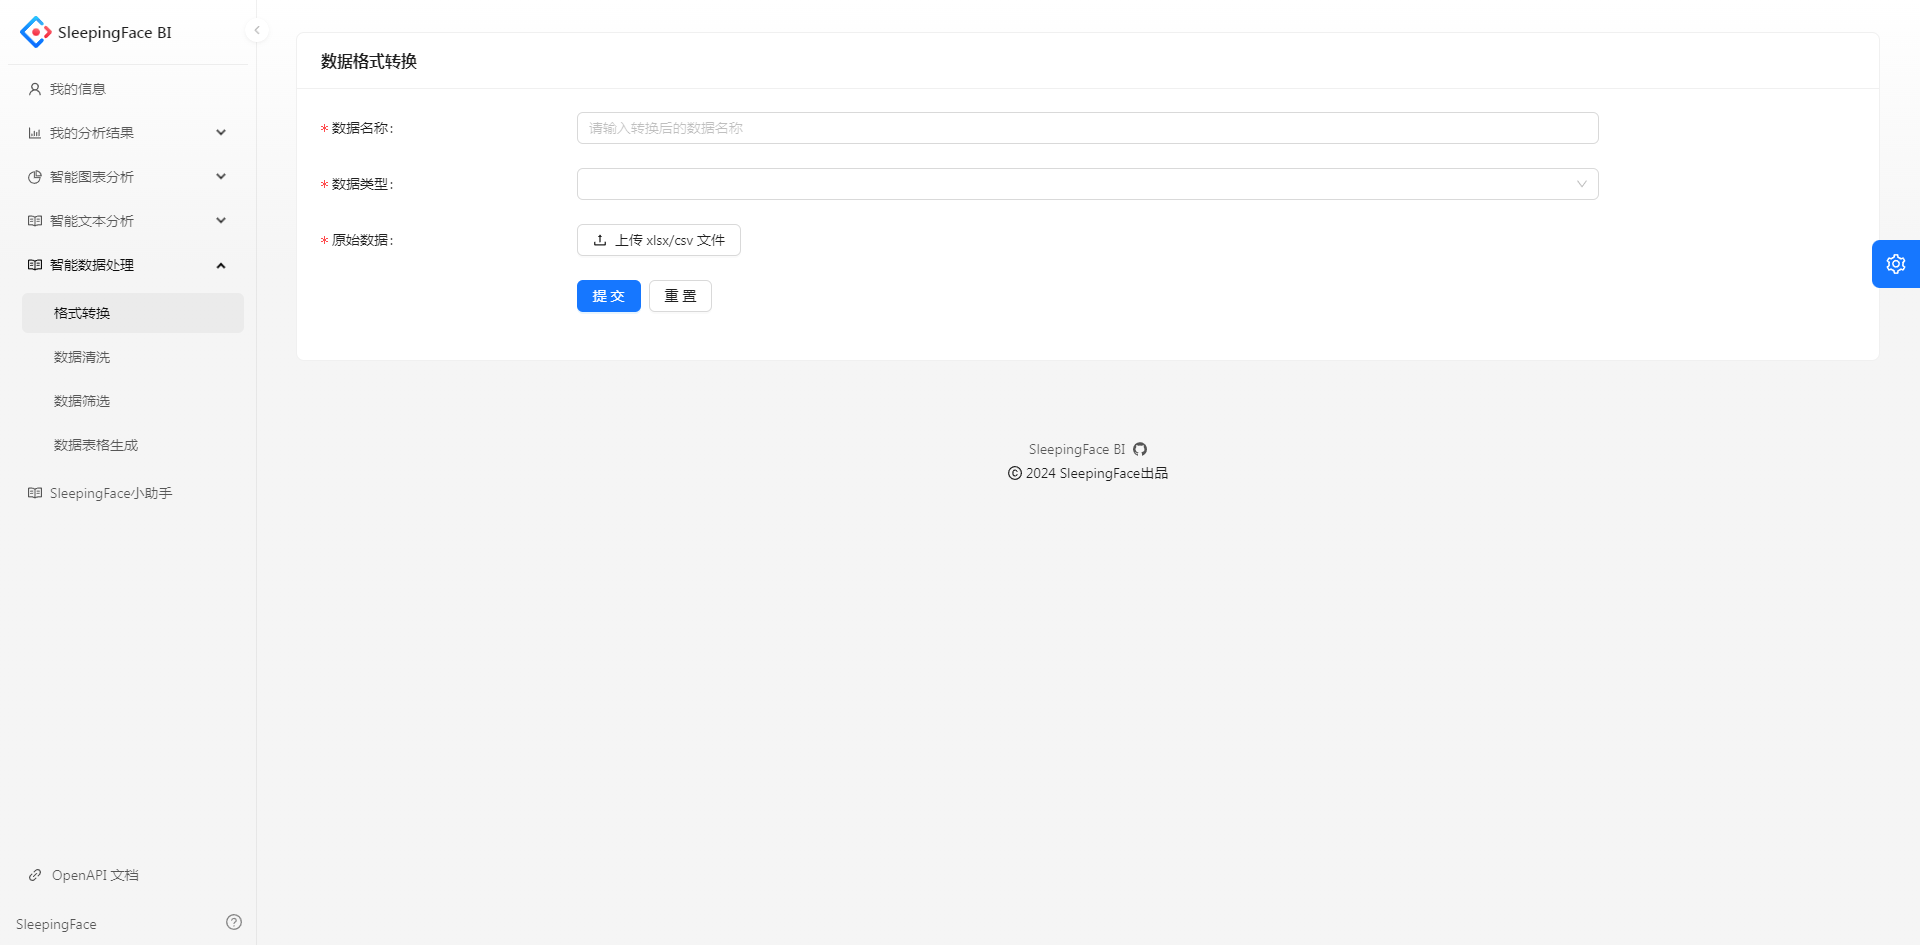 SleepingFace BI
我的信息
我的分析结果
智能图表分析
智能文本分析
智能数据处理
格式转换
数据清洗
数据筛选
数据表格生成
SleepingFace小助手
OpenAPI 文档
SleepingFace
数据格式转换
* 数据名称:
请输入转换后的数据名称
* 数据类型:
* 原始数据:
上传 xlsx/csv 文件
提 交
重 置
SleepingFace BI
© 2024 SleepingFace出品